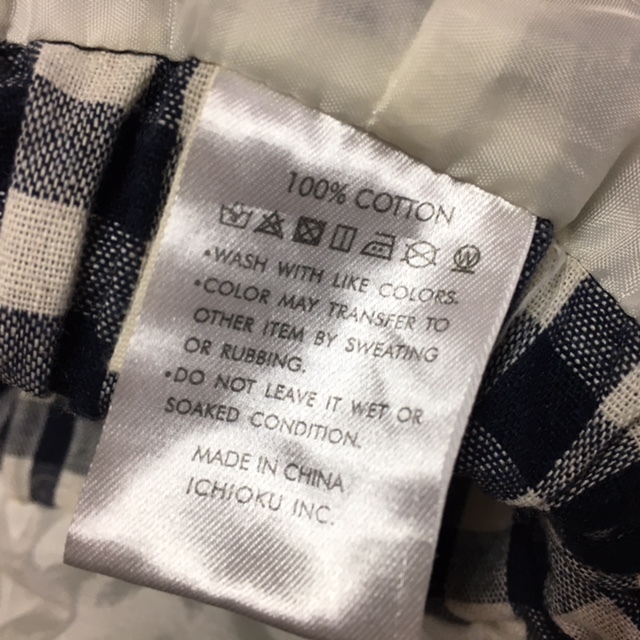 100% COTTON
•WASH WITH LIKE COLORS.
•COLOR MAY TRANSFER TO
OTHER ITEM BY SWEATING
OR RUBBING.
•DO NOT LEAVE IT WET OR
SOAKED CONDITION.
MADE IN CHINA
ICHIOKU INC.